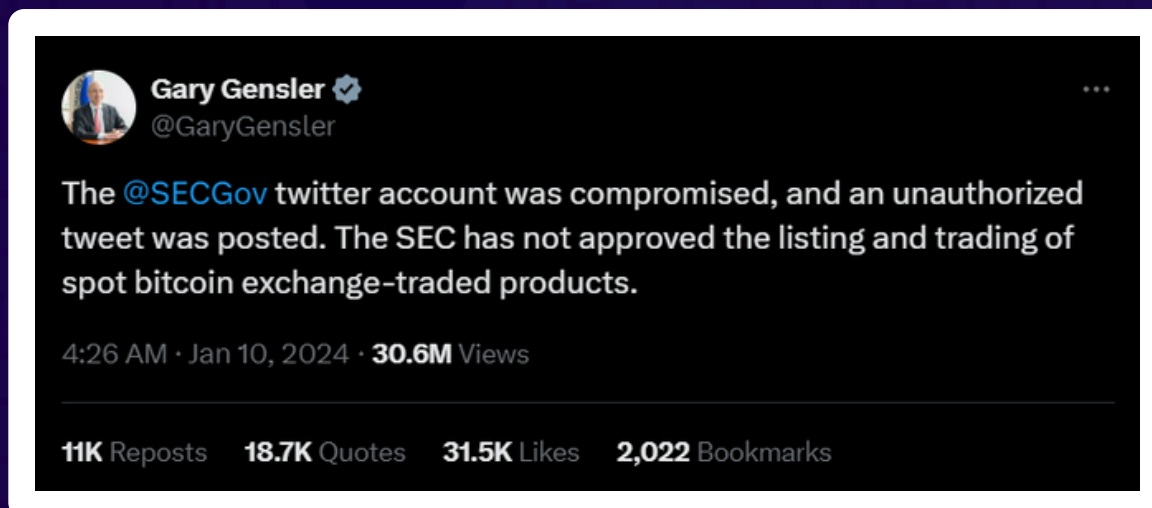 Gary Gensler
@GaryGensler
The @SECGov twitter account was compromised, and an unauthorized
tweet was posted. The SEC has not approved the listing and trading of
spot bitcoin exchange-traded products.
4:26 AM · Jan 10, 2024 · 30.6M Views
11K Reposts 18.7K Quotes 31.5K Likes 2,022 Bookmarks